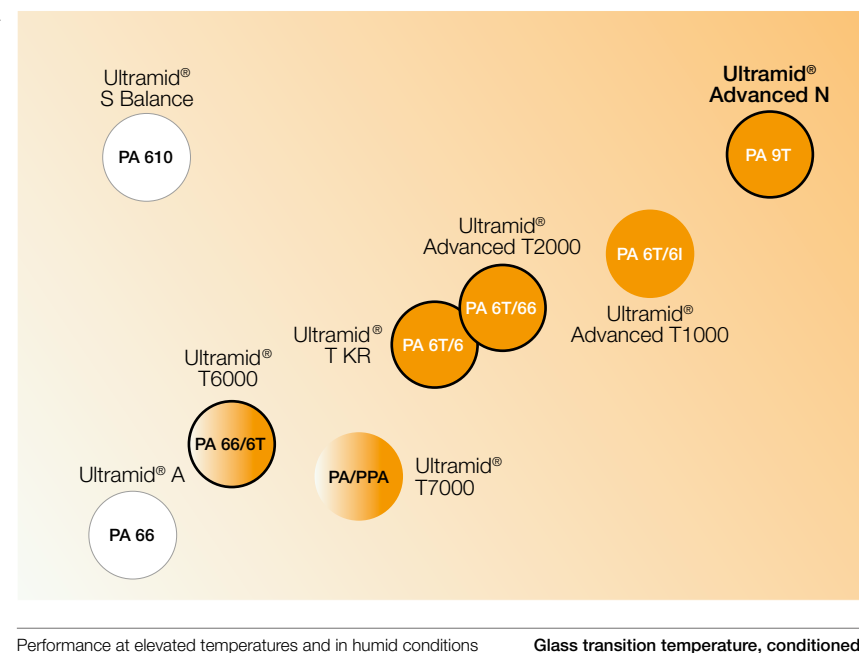 Ultramid®
S Balance
PA 610
Ultramid®
Advanced N
PA 9T
Ultramid®
Advanced T2000
PA 6T/66
PA 6T/6I
Ultramid®
Advanced T1000
Ultramid®
T KR
PA 6T/6
Ultramid®
T6000
PA 66/6T
PA/PPA
Ultramid®
T7000
Ultramid® A
PA 66
Performance at elevated temperatures and in humid conditions
Glass transition temperature, conditioned